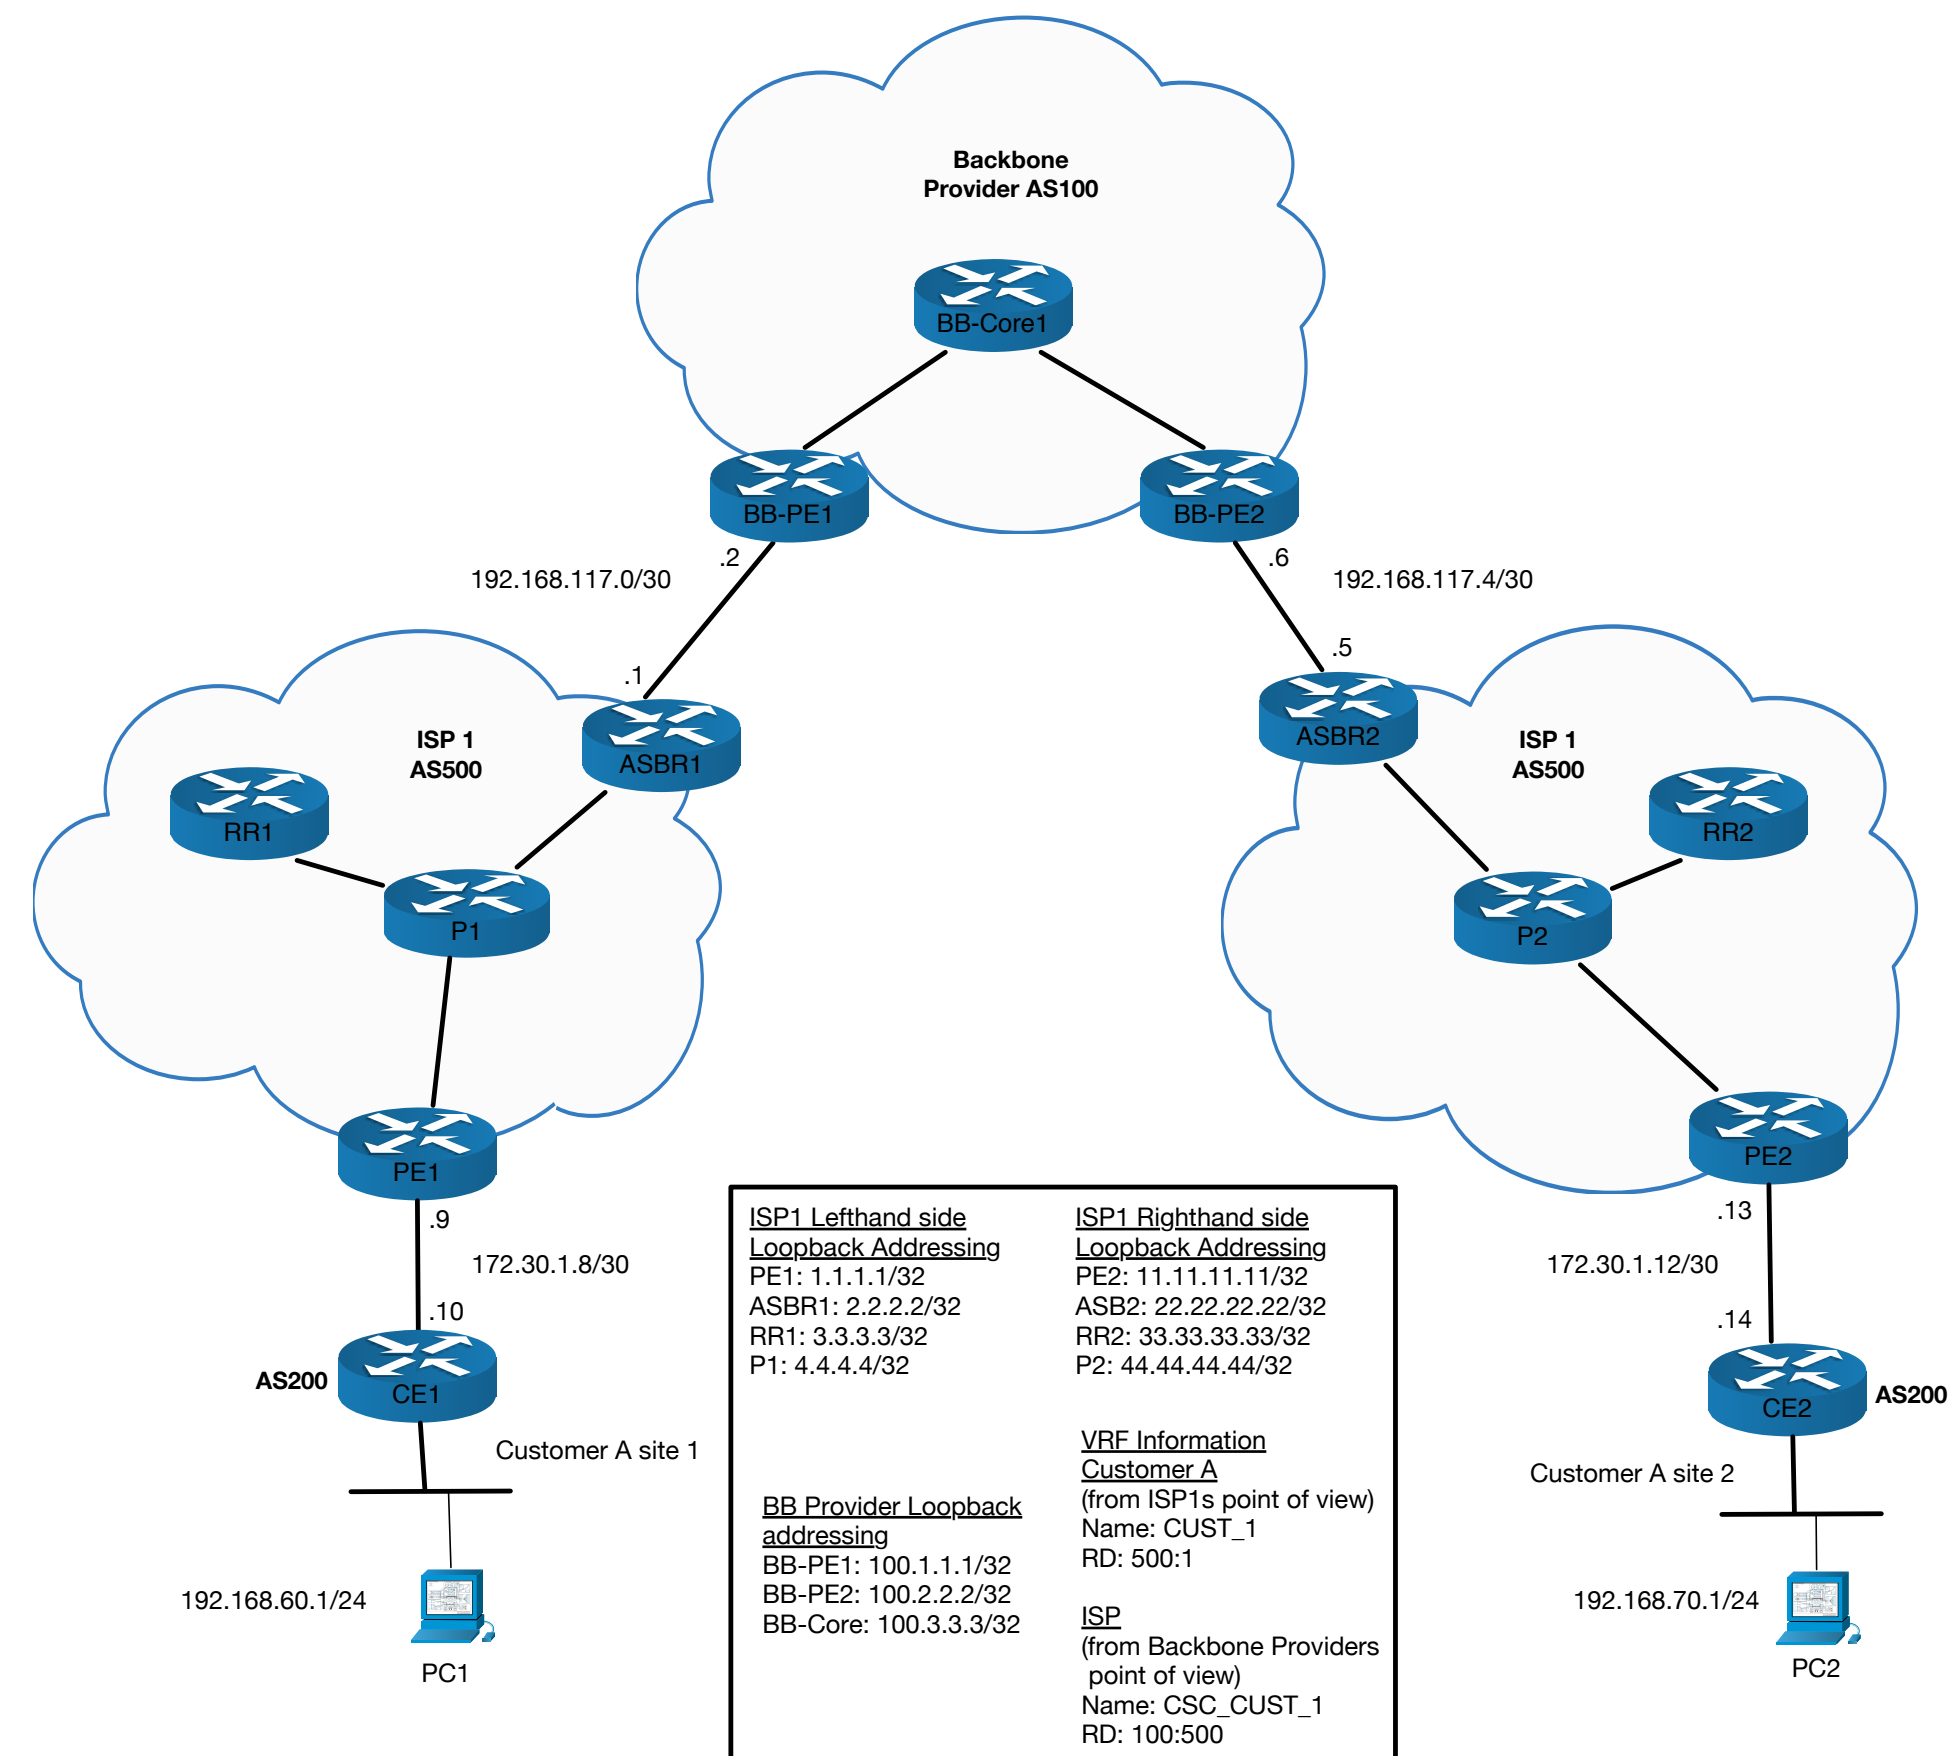 Backbone
Provider AS100
BB-Core1
BB-PE1
BB-PE2
.2
.6
192.168.117.0/30
192.168.117.4/30
.1
.5
ISP 1
AS500
ASBR1
ASBR2
ISP 1
AS500
RR1
RR2
P1
P2
PE1
PE2
.9
.13
172.30.1.8/30
172.30.1.12/30
.10
.14
AS200
CE1
CE2
AS200
Customer A site 1
Customer A site 2
192.168.60.1/24
192.168.70.1/24
PC1
PC2
ISP1 Lefthand side
Loopback Addressing
PE1: 1.1.1.1/32
ASBR1: 2.2.2.2/32
RR1: 3.3.3.3/32
P1: 4.4.4.4/32
ISP1 Righthand side
Loopback Addressing
PE2: 11.11.11.11/32
ASB2: 22.22.22.22/32
RR2: 33.33.33.33/32
P2: 44.44.44.44/32
BB Provider Loopback
addressing
BB-PE1: 100.1.1.1/32
BB-PE2: 100.2.2.2/32
BB-Core: 100.3.3.3/32
VRF Information
Customer A
(from ISP1s point of view)
Name: CUST_1
RD: 500:1
ISP
(from Backbone Providers
point of view)
Name: CSC_CUST_1
RD: 100:500